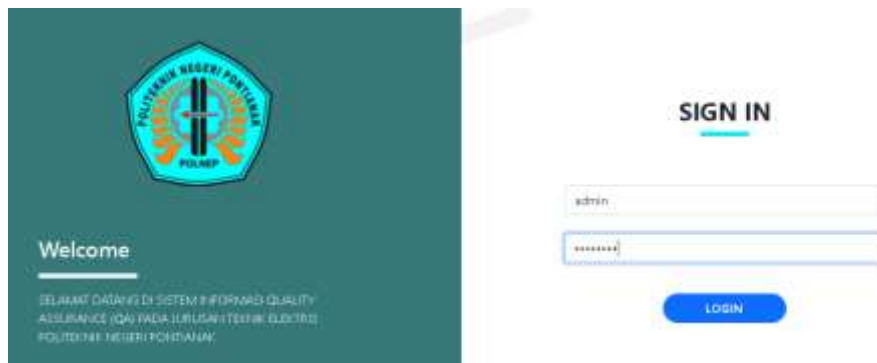 POLITEKNIK NEGERI PONTIANAK
POLNEP
Welcome
SELAMAT DATANG DI SISTEM INFORMASI QUALITY
ASSURANCE (QA) PADA JURUSAN TEKNIK ELEKTRO
POLITEKNIK NEGERI PONTIANAK
SIGN IN
admin
••••••••
LOGIN